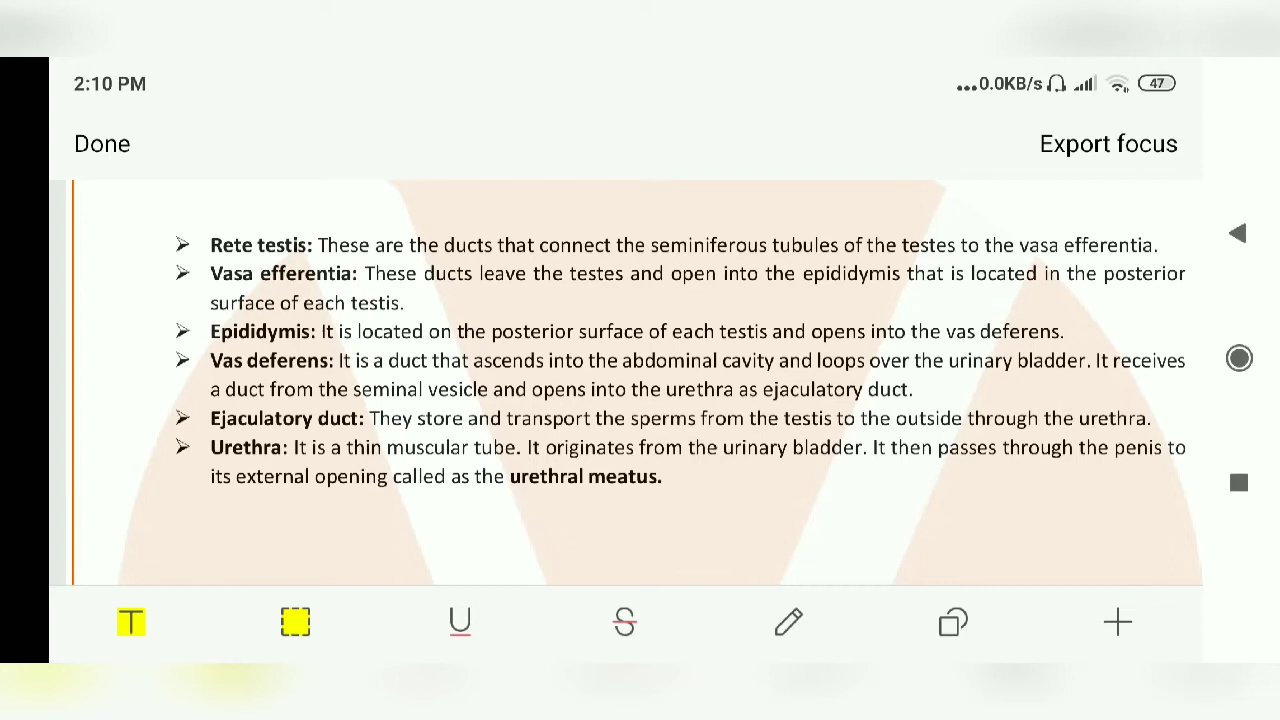 2:10 PM
...0.0KB/s 47
Done
Export focus
➢ Rete testis: These are the ducts that connect the seminiferous tubules of the testes to the vasa efferentia.
➢ Vasa efferentia: These ducts leave the testes and open into the epididymis that is located in the posterior
surface of each testis.
➢ Epididymis: It is located on the posterior surface of each testis and opens into the vas deferens.
➢ Vas deferens: It is a duct that ascends into the abdominal cavity and loops over the urinary bladder. It receives
a duct from the seminal vesicle and opens into the urethra as ejaculatory duct.
➢ Ejaculatory duct: They store and transport the sperms from the testis to the outside through the urethra.
➢ Urethra: It is a thin muscular tube. It originates from the urinary bladder. It then passes through the penis to
its external opening called as the urethral meatus.
T U S